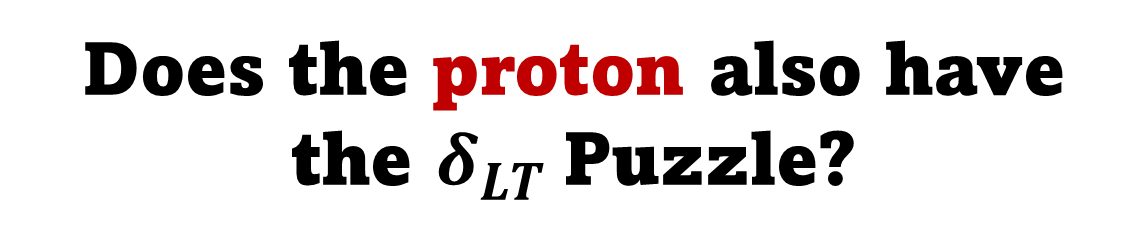 Does the proton also have
the δ_LT Puzzle?